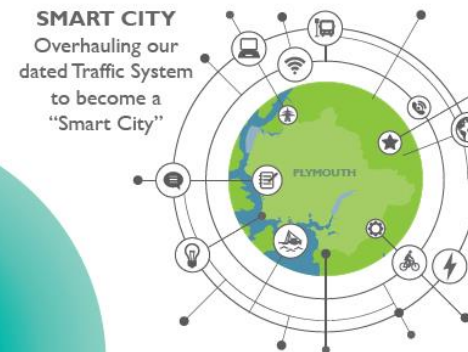 SMART CITY
Overhauling our
dated Traffic System
to become a
“Smart City”
PLYMOUTH